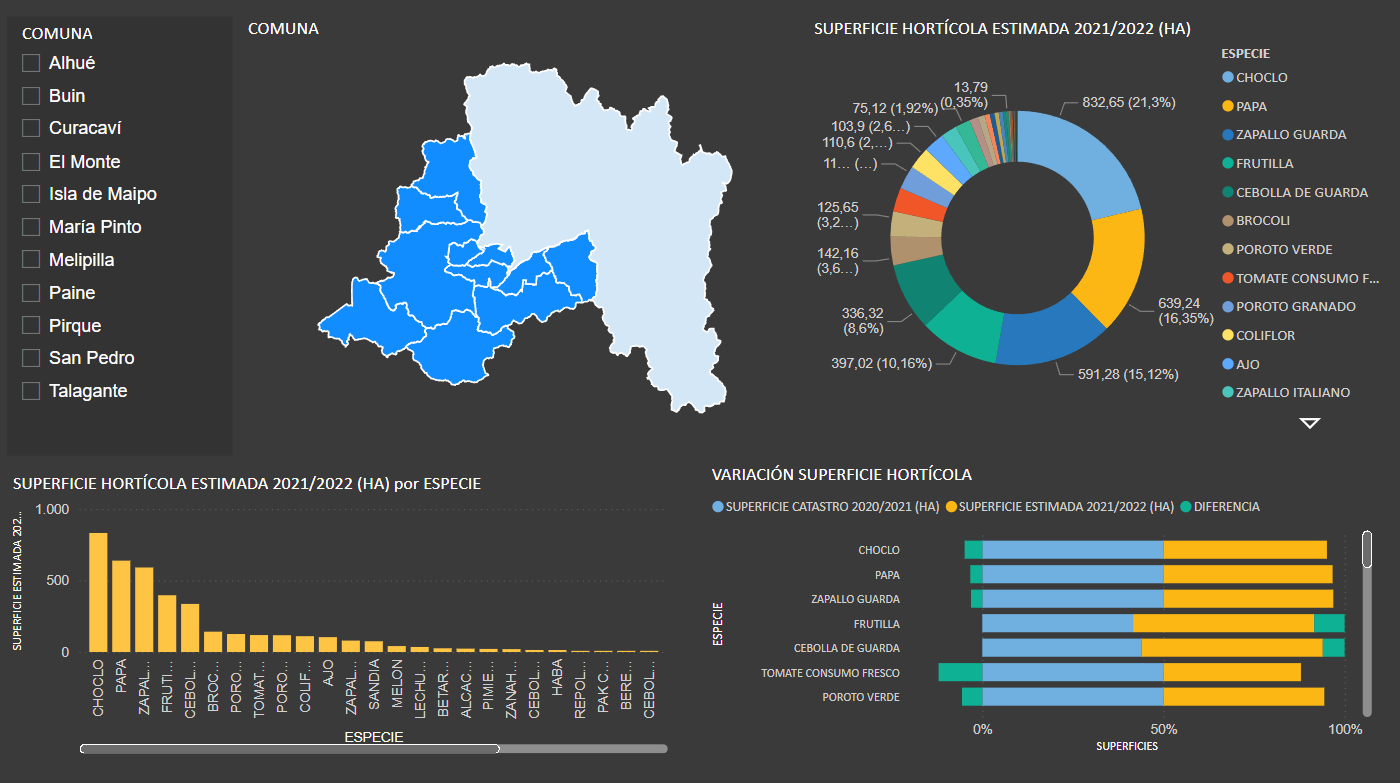 COMUNA
Alhué
Buin
Curacaví
El Monte
Isla de Maipo
María Pinto
Melipilla
Paine
Pirque
San Pedro
Talagante
COMUNA
SUPERFICIE HORTÍCOLA ESTIMADA 2021/2022 (HA)
13,79
(0,35%)
75,12 (1,92%)
103,9 (2,6…)
110,6 (2,…)
11… (…)
125,65
(3,2…)
142,16
(3,6…)
336,32
(8,6%)
397,02 (10,16%)
832,65 (21,3%)
639,24
(16,35%)
591,28 (15,12%)
ESPECIE
CHOCLO
PAPA
ZAPALLO GUARDA
FRUTILLA
CEBOLLA DE GUARDA
BROCOLI
POROTO VERDE
TOMATE CONSUMO F…
POROTO GRANADO
COLIFLOR
AJO
ZAPALLO ITALIANO
SUPERFICIE HORTÍCOLA ESTIMADA 2021/2022 (HA) por ESPECIE
SUPERFICIE ESTIMADA 202…
1.000
500
0
CHOCLO
PAPA
ZAPAL…
FRUTI…
CEBOL…
BROC…
PORO…
TOMAT…
PORO…
COLIF…
AJO
ZAPAL…
SANDIA
MELON
LECHU…
BETAR…
ALCAC…
PIMIE…
ZANAH…
CEBOL…
HABA
REPOL…
PAK C…
BERE…
CEBOL…
ESPECIE
VARIACIÓN SUPERFICIE HORTÍCOLA
SUPERFICIE CATASTRO 2020/2021 (HA) SUPERFICIE ESTIMADA 2021/2022 (HA) DIFERENCIA
ESPECIE
CHOCLO
PAPA
ZAPALLO GUARDA
FRUTILLA
CEBOLLA DE GUARDA
TOMATE CONSUMO FRESCO
POROTO VERDE
0% 50% 100%
SUPERFICIES